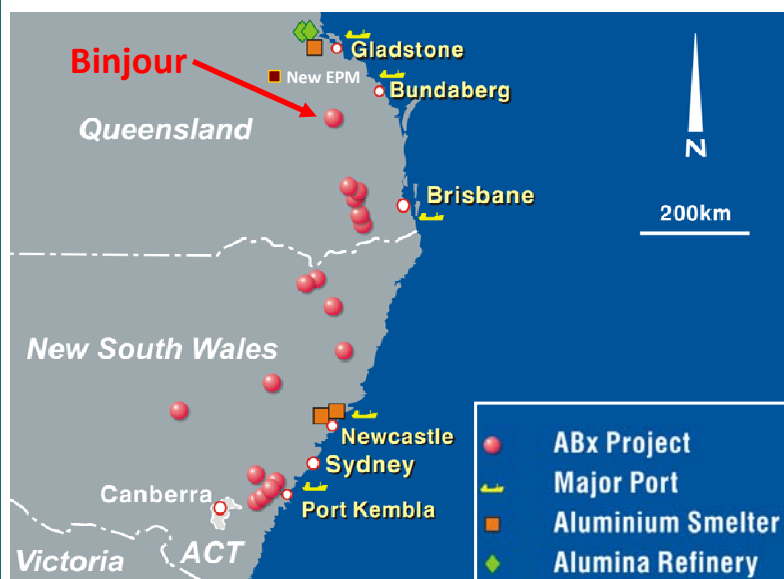 Binjour
Gladstone
New EPM
Bundaberg
Queensland
N
Brisbane
200km
New South Wales
Newcastle
Sydney
Canberra
Port Kembla
ACT
Victoria
ABx Project
Major Port
Aluminium Smelter
Alumina Refinery